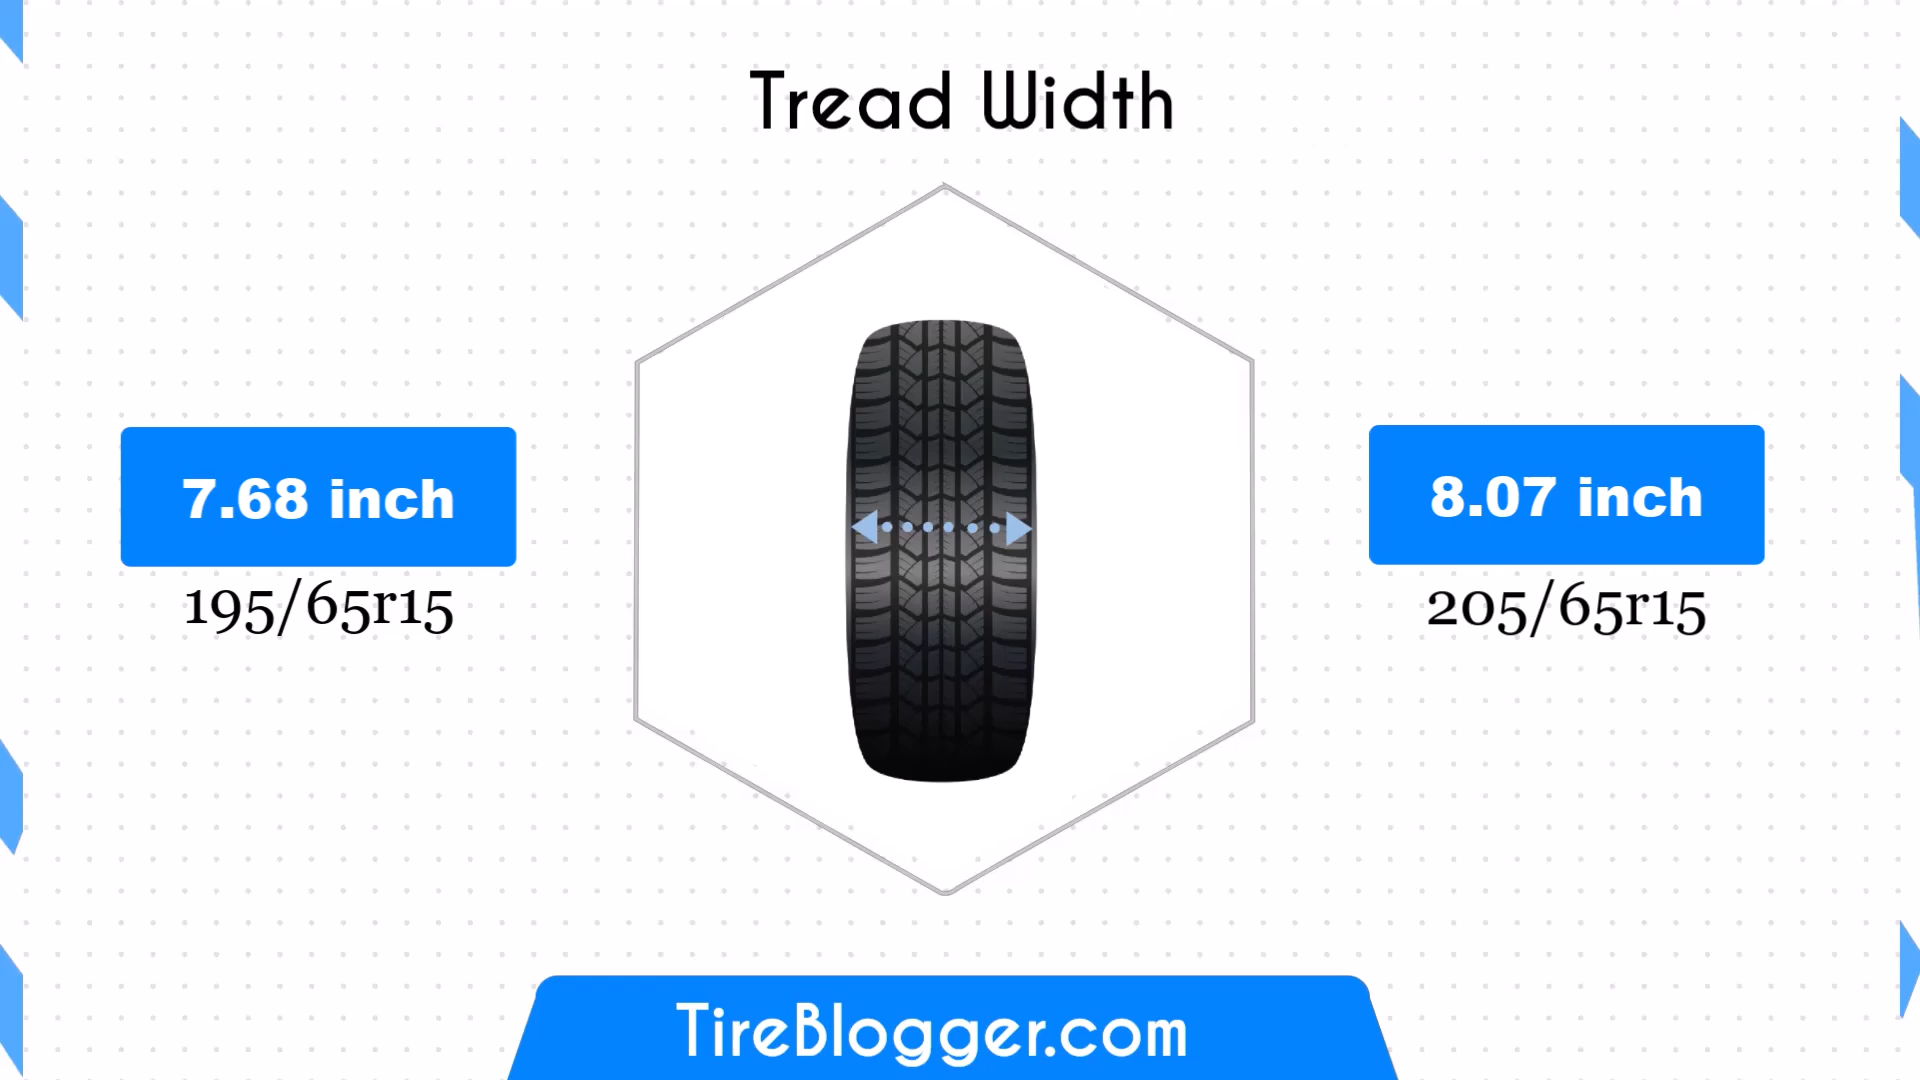 Tread Width
7.68 inch
195/65r15
8.07 inch
205/65r15
TireBlogger.com